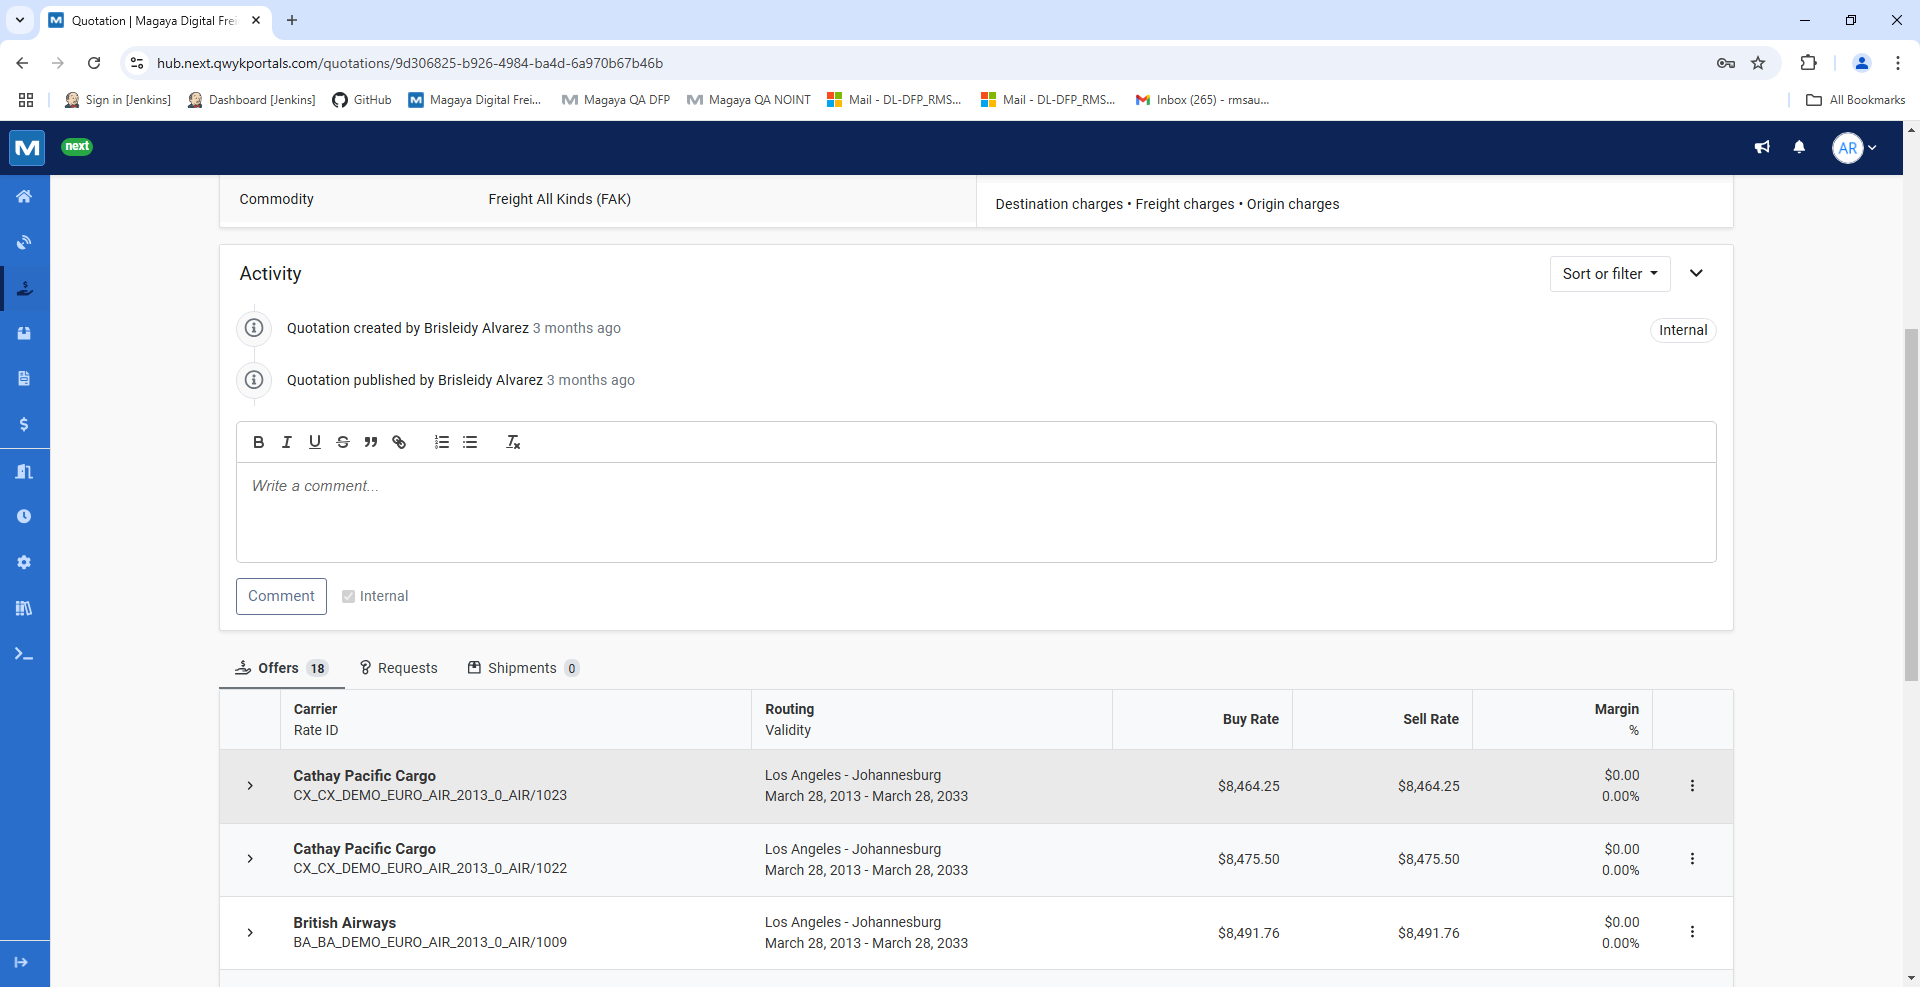 Quotation | Magaya Digital Frei
hub.next.qwykportals.com/quotations/9d306825-b926-4984-ba4d-6a970b67b46b
Sign in [Jenkins]
Dashboard [Jenkins]
GitHub
Magaya Digital Frei...
Magaya QA DFP
Magaya QA NOINT
Mail - DL-DFP_RMS...
Mail - DL-DFP_RMS...
Inbox (265) - rmsau...
All Bookmarks
next
AR
Commodity
Freight All Kinds (FAK)
Destination charges • Freight charges • Origin charges
Activity
Sort or filter
Quotation created by Brisleidy Alvarez 3 months ago
Internal
Quotation published by Brisleidy Alvarez 3 months ago
Write a comment...
Comment
Internal
Offers 18
Requests
Shipments 0
Carrier
Rate ID
Routing
Validity
Buy Rate
Sell Rate
Margin
%
Cathay Pacific Cargo
CX_CX_DEMO_EURO_AIR_2013_0_AIR/1023
Los Angeles - Johannesburg
March 28, 2013 - March 28, 2033
$8,464.25
$8,464.25
$0.00
0.00%
Cathay Pacific Cargo
CX_CX_DEMO_EURO_AIR_2013_0_AIR/1022
Los Angeles - Johannesburg
March 28, 2013 - March 28, 2033
$8,475.50
$8,475.50
$0.00
0.00%
British Airways
BA_BA_DEMO_EURO_AIR_2013_0_AIR/1009
Los Angeles - Johannesburg
March 28, 2013 - March 28, 2033
$8,491.76
$8,491.76
$0.00
0.00%